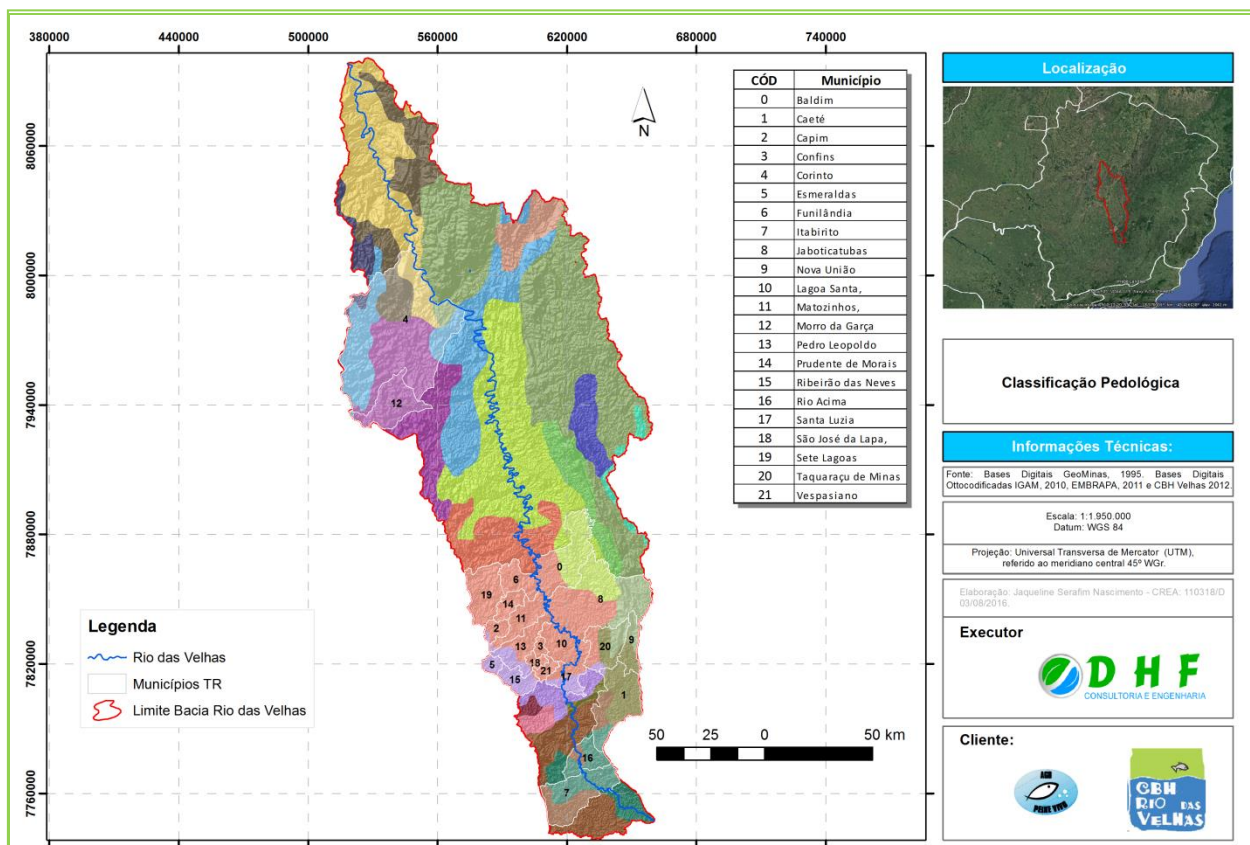 380000 440000 500000 560000 620000 680000 740000
8060000
8000000
7940000
7880000
7820000
7760000
N
CÓD Município
0 Baldim
1 Caeté
2 Capim
3 Confins
4 Corinto
5 Esmeraldas
6 Funilândia
7 Itabirito
8 Jaboticatubas
9 Nova União
10 Lagoa Santa,
11 Matozinhos,
12 Morro da Garça
13 Pedro Leopoldo
14 Prudente de Morais
15 Ribeirão das Neves
16 Rio Acima
17 Santa Luzia
18 São José da Lapa,
19 Sete Lagoas
20 Taquaraçu de Minas
21 Vespasiano
4
12
0
6
19
14
8
11
2
9
13 3 10 20
18
5
21
15
17
1
16
7
Legenda
Rio das Velhas
Municípios TR
Limite Bacia Rio das Velhas
50 25 0 50 km
Localização
Classificação Pedológica
Informações Técnicas:
Fonte: Bases Digitais GeoMinas, 1995. Bases Digitais
Ottocodificadas IGAM, 2010, EMBRAPA, 2011 e CBH Velhas 2012.
Escala: 1:1.950.000
Datum: WGS 84
Projeção: Universal Transversa de Mercator (UTM),
referido ao meridiano central 45º WGr.
Elaboração: Jaqueline Serafim Nascimento - CREA: 110318/D
03/08/2016.
Executor
DHF
CONSULTORIA E ENGENHARIA
Cliente:
AGB
PEIXE VIVO
CBH
RIO DAS
VELHAS